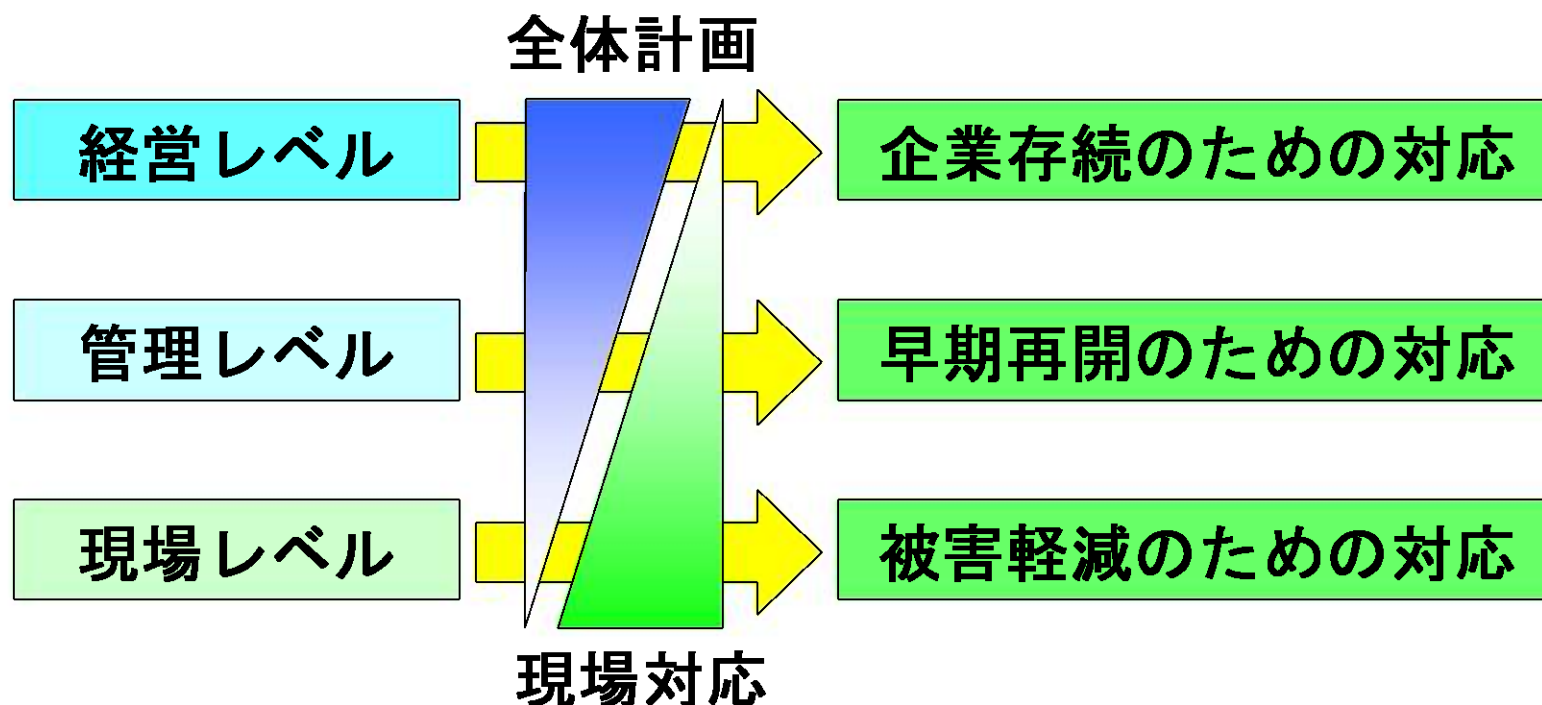 全体計画
経営レベル
企業存続のための対応
管理レベル
早期再開のための対応
現場レベル
被害軽減のための対応
現場対応